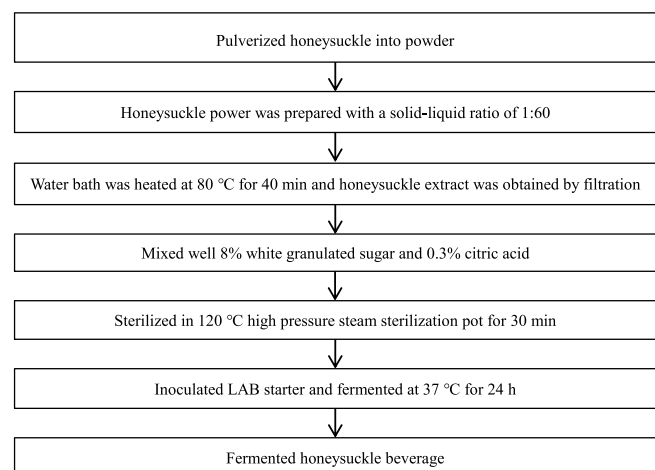 Pulverized honeysuckle into powder
Honeysuckle power was prepared with a solid-liquid ratio of 1:60
Water bath was heated at 80 ℃ for 40 min and honeysuckle extract was obtained by filtration
Mixed well 8% white granulated sugar and 0.3% citric acid
Sterilized in 120 ℃ high pressure steam sterilization pot for 30 min
Inoculated LAB starter and fermented at 37 ℃ for 24 h
Fermented honeysuckle beverage